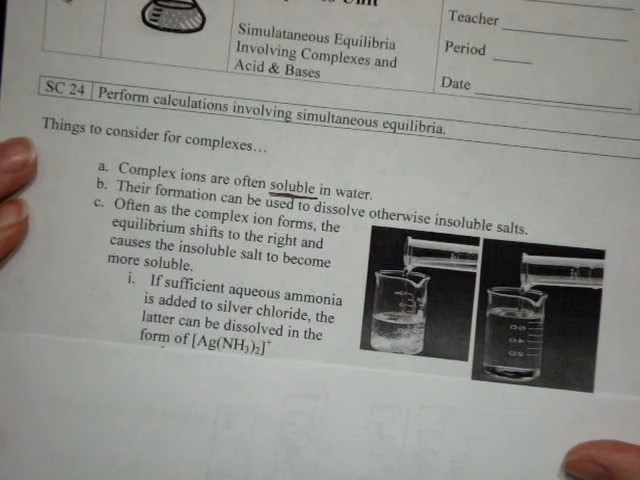 Teacher
Simulataneous Equilibria
Period
Involving Complexes and
Acid & Bases
Date
SC 24 Perform calculations involving simultaneous equilibria.
Things to consider for complexes…
a. Complex ions are often soluble in water.
b. Their formation can be used to dissolve otherwise insoluble salts.
c. Often as the complex ion forms, the
equilibrium shifts to the right and
causes the insoluble salt to become
more soluble.
i. If sufficient aqueous ammonia
is added to silver chloride, the
latter can be dissolved in the
form of [Ag(NH₃)₂]⁺